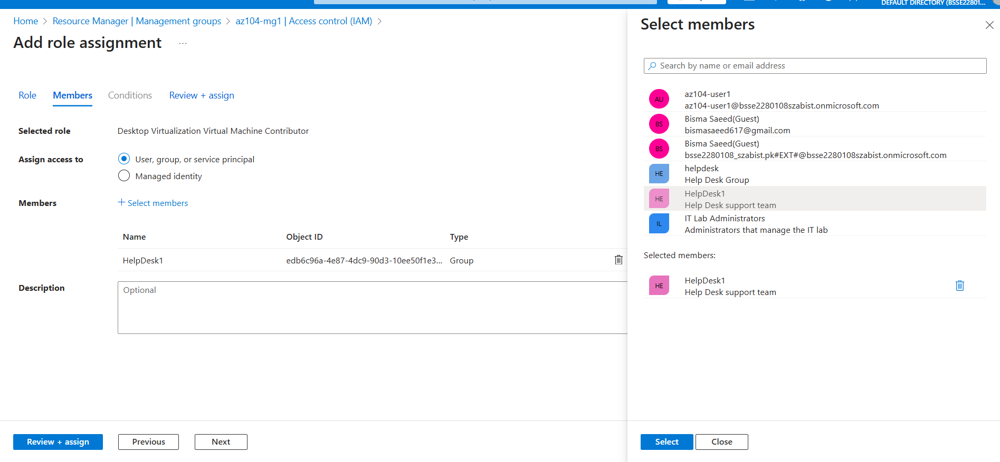 DEFAULT DIRECTORY (BSSE22801...
Home > Resource Manager | Management groups > az104-mg1 | Access control (IAM) >
Add role assignment ...
Role Members Conditions Review + assign
Selected role Desktop Virtualization Virtual Machine Contributor
Assign access to User, group, or service principal
Managed identity
Members + Select members
Name Object ID Type
HelpDesk1 edb6c96a-4e87-4dc9-90d3-10ee50f1e3... Group
Description Optional
Review + assign Previous Next
Select members
Search by name or email address
AU az104-user1
az104-user1@bsse2280108szabist.onmicrosoft.com
BS Bisma Saeed(Guest)
bismasaeed617@gmail.com
BS Bisma Saeed(Guest)
bsse2280108_szabist.pk#EXT#@bsse2280108szabist.onmicrosoft.com
HE helpdesk
Help Desk Group
HE HelpDesk1
Help Desk support team
IL IT Lab Administrators
Administrators that manage the IT lab
Selected members:
HE HelpDesk1
Help Desk support team
Select Close